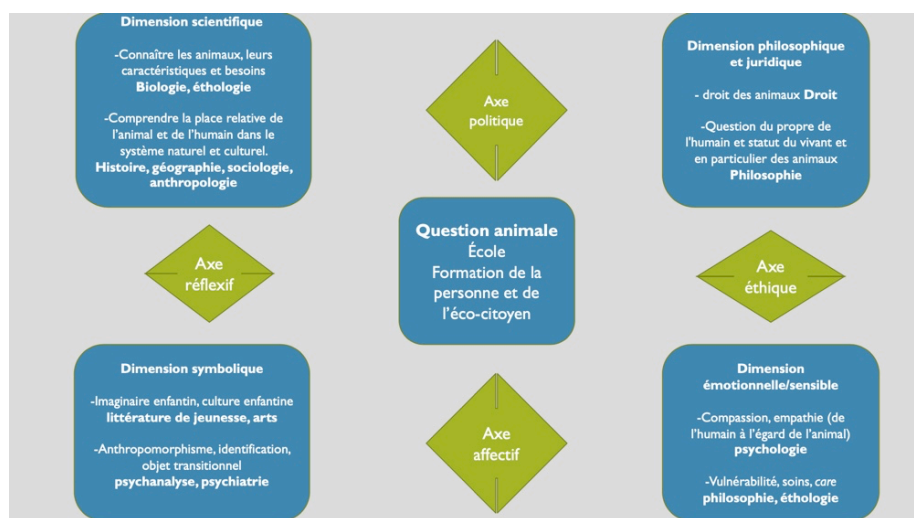 Dimension scientifique
-Connaître les animaux, leurs
caractéristiques et besoins
Biologie, éthologie
-Comprendre la place relative de
l'animal et de l'humain dans le
système naturel et culturel.
Histoire, géographie, sociologie,
anthropologie
Axe
politique
Dimension philosophique
et juridique
- droit des animaux Droit
-Question du propre de
l'humain et statut du vivant et
en particulier des animaux
Philosophie
Axe
réflexif
Question animale
École
Formation de la
personne et de
l'éco-citoyen
Axe
éthique
Dimension symbolique
-Imaginaire enfantin, culture enfantine
littérature de jeunesse, arts
-Anthropomorphisme, identification,
objet transitionnel
psychanalyse, psychiatrie
Axe
affectif
Dimension
émotionnelle/sensible
-Compassion, empathie (de
l'humain à l'égard de l'animal)
psychologie
-Vulnérabilité, soins, care
philosophie, éthologie